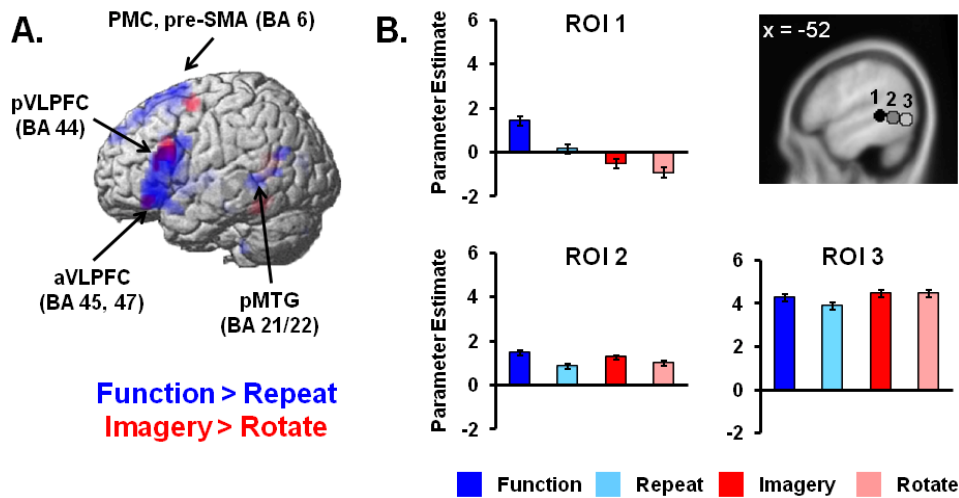 A.
PMC, pre-SMA (BA 6)
pVLPFC
(BA 44)
aVLPFC
(BA 45, 47)
pMTG
(BA 21/22)
Function > Repeat
Imagery > Rotate
B.
ROI 1
Parameter Estimate
6
4
2
0
-2
x = -52
1 2 3
ROI 2
Parameter Estimate
6
4
2
0
-2
ROI 3
6
4
2
0
-2
Function Repeat Imagery Rotate